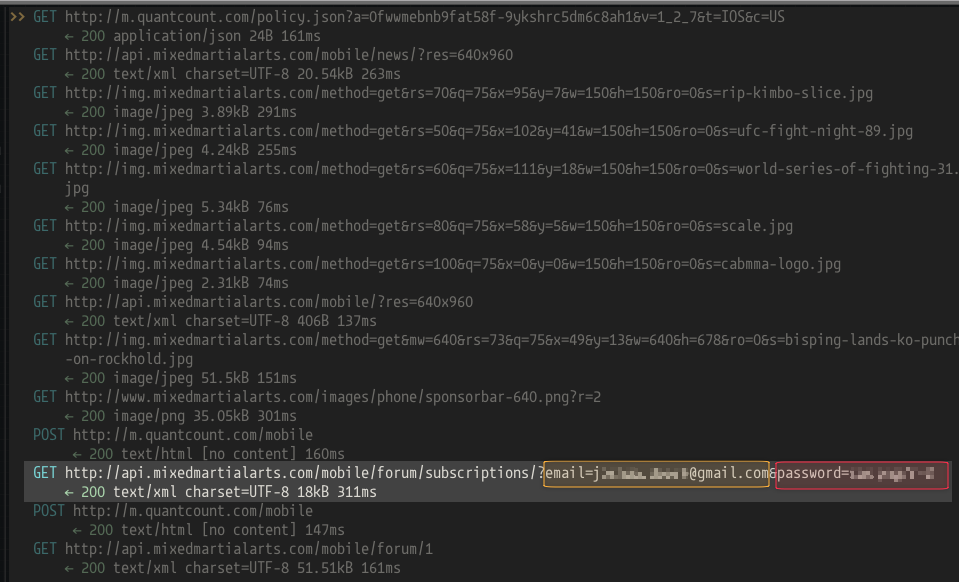 >> GET http://m.quantcount.com/policy.json?a=0fwwmebnb9fat58f-9ykshrc5dm6c8ah1&v=1_2_7&t=IOS&c=US
← 200 application/json 24B 161ms
GET http://api.mixedmartialarts.com/mobile/news/?res=640x960
← 200 text/xml charset=UTF-8 20.54kB 263ms
GET http://img.mixedmartialarts.com/method=get&rs=70&q=75&x=95&y=7&w=150&h=150&ro=0&s=rip-kimbo-slice.jpg
← 200 image/jpeg 3.89kB 291ms
GET http://img.mixedmartialarts.com/method=get&rs=50&q=75&x=102&y=41&w=150&h=150&ro=0&s=ufc-fight-night-89.jpg
← 200 image/jpeg 4.24kB 255ms
GET http://img.mixedmartialarts.com/method=get&rs=60&q=75&x=111&y=18&w=150&h=150&ro=0&s=world-series-of-fighting-31.
jpg
← 200 image/jpeg 5.34kB 76ms
GET http://img.mixedmartialarts.com/method=get&rs=80&q=75&x=58&y=5&w=150&h=150&ro=0&s=scale.jpg
← 200 image/jpeg 4.54kB 94ms
GET http://img.mixedmartialarts.com/method=get&rs=100&q=75&x=0&y=0&w=150&h=150&ro=0&s=cabmma-logo.jpg
← 200 image/jpeg 2.31kB 74ms
GET http://api.mixedmartialarts.com/mobile/?res=640x960
← 200 text/xml charset=UTF-8 406B 137ms
GET http://img.mixedmartialarts.com/method=get&mw=640&rs=73&q=75&x=49&y=13&w=640&h=678&ro=0&s=bisping-lands-ko-punch
-on-rockhold.jpg
← 200 image/jpeg 51.5kB 151ms
GET http://www.mixedmartialarts.com/images/phone/sponsorbar-640.png?r=2
← 200 image/png 35.05kB 301ms
POST http://m.quantcount.com/mobile
← 200 text/html [no content] 160ms
GET http://api.mixedmartialarts.com/mobile/forum/subscriptions/?email=j @gmail.com&password=
← 200 text/xml charset=UTF-8 18kB 311ms
POST http://m.quantcount.com/mobile
← 200 text/html [no content] 147ms
GET http://api.mixedmartialarts.com/mobile/forum/1
← 200 text/xml charset=UTF-8 51.51kB 161ms